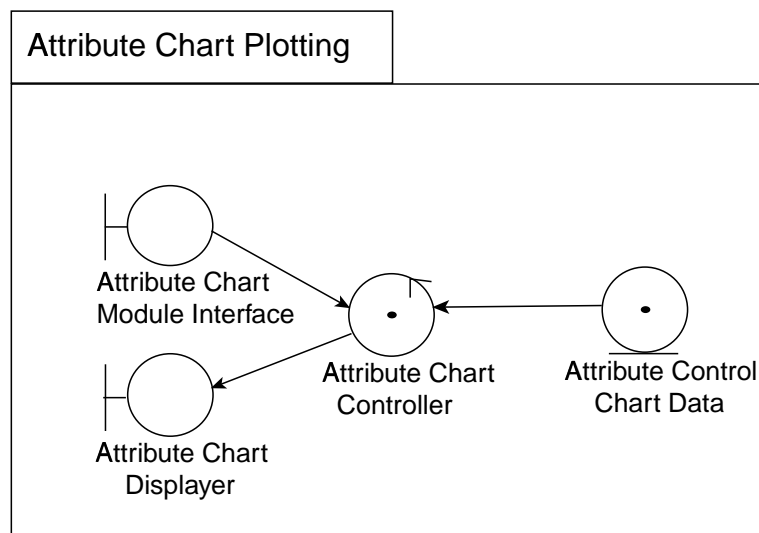 Attribute Chart Plotting
Attribute Chart
Module Interface
Attribute Chart
Controller
Attribute Control
Chart Data
Attribute Chart
Displayer